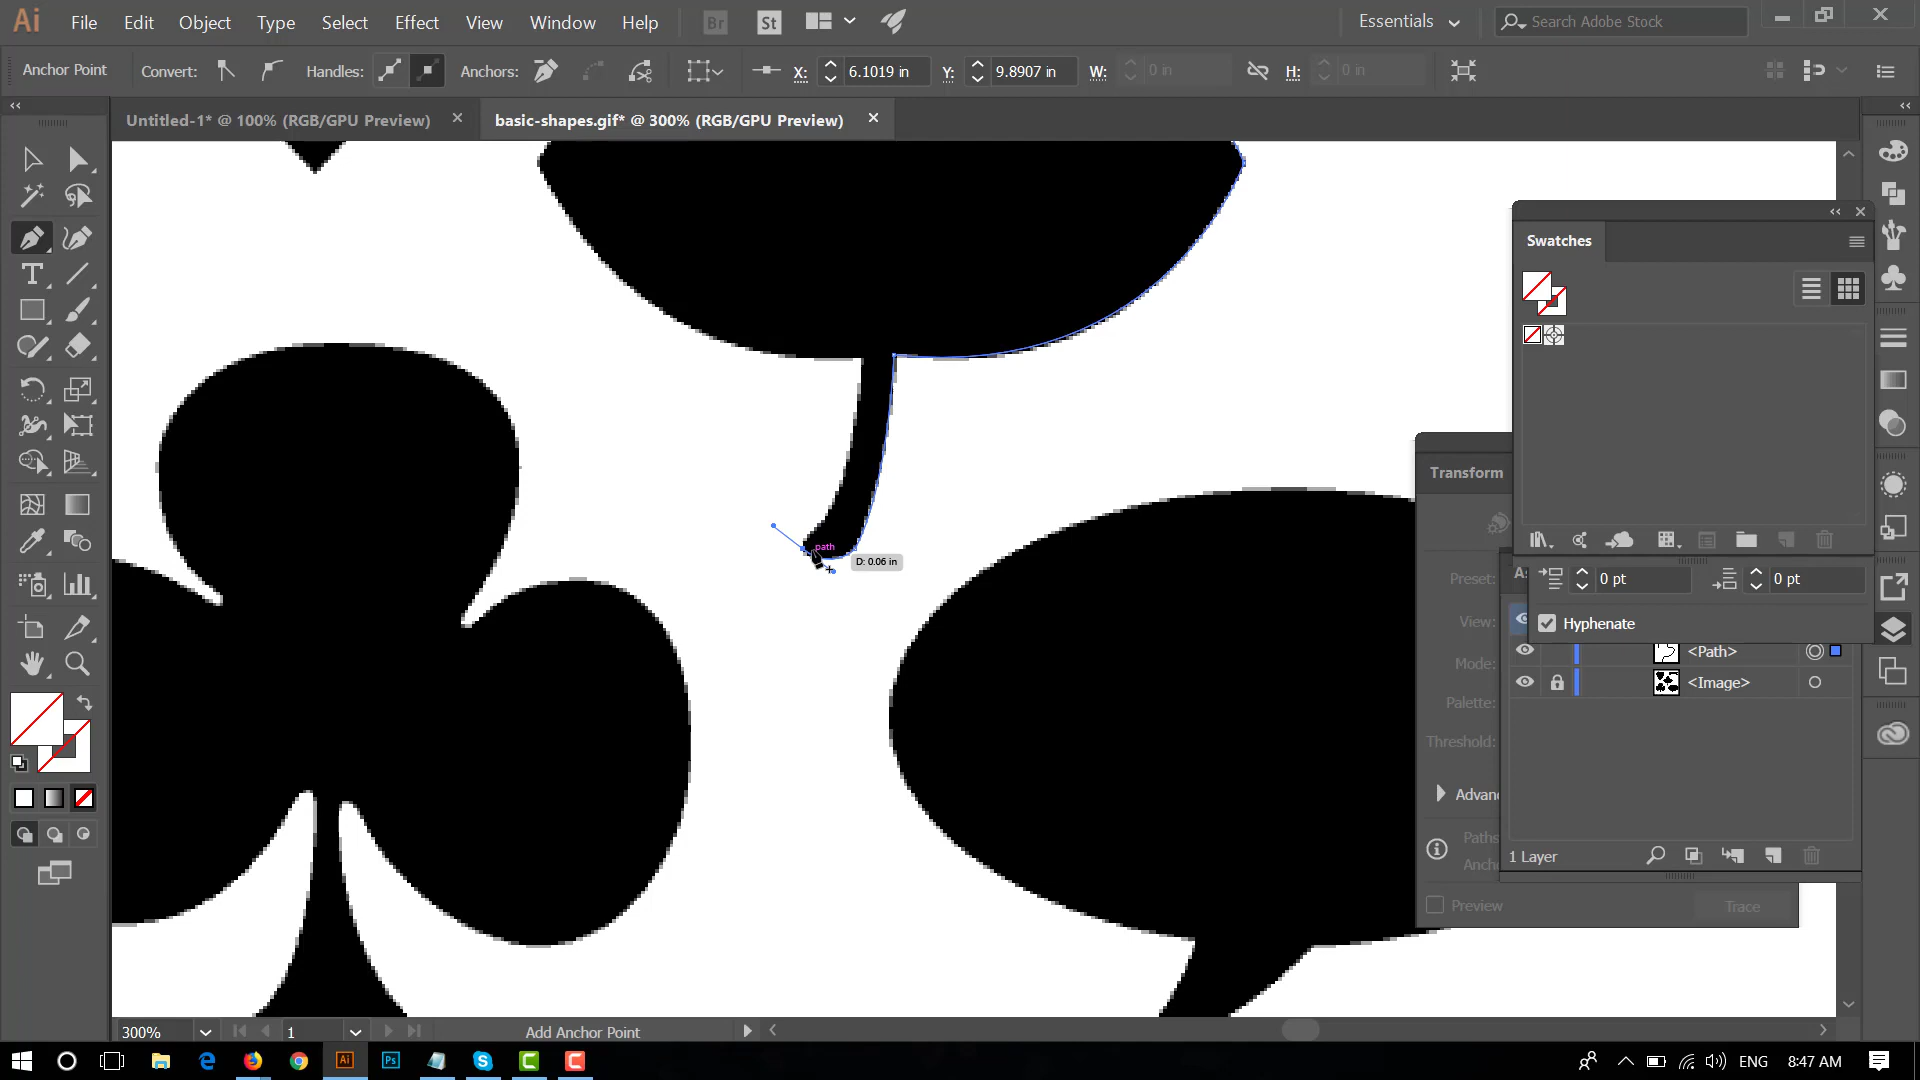 Ai File Edit Object Type Select Effect View Window Help Br St Essentials Search Adobe Stock
Anchor Point Convert: Handles: Anchors: X: 6.1019 in Y: 9.8907 in W: 0 in H: 0 in
Untitled-1* @ 100% (RGB/GPU Preview) basic-shapes.gif* @ 300% (RGB/GPU Preview)
Swatches
Transform
path
D: 0.06 in
Preset:
0 pt 0 pt
View:
Hyphenate
<Path>
Mode:
<Image>
Palette:
Threshold:
Advan
Paths
1 Layer
Anch
Preview Trace
300% 1 Add Anchor Point
Ai Ps ENG 8:47 AM